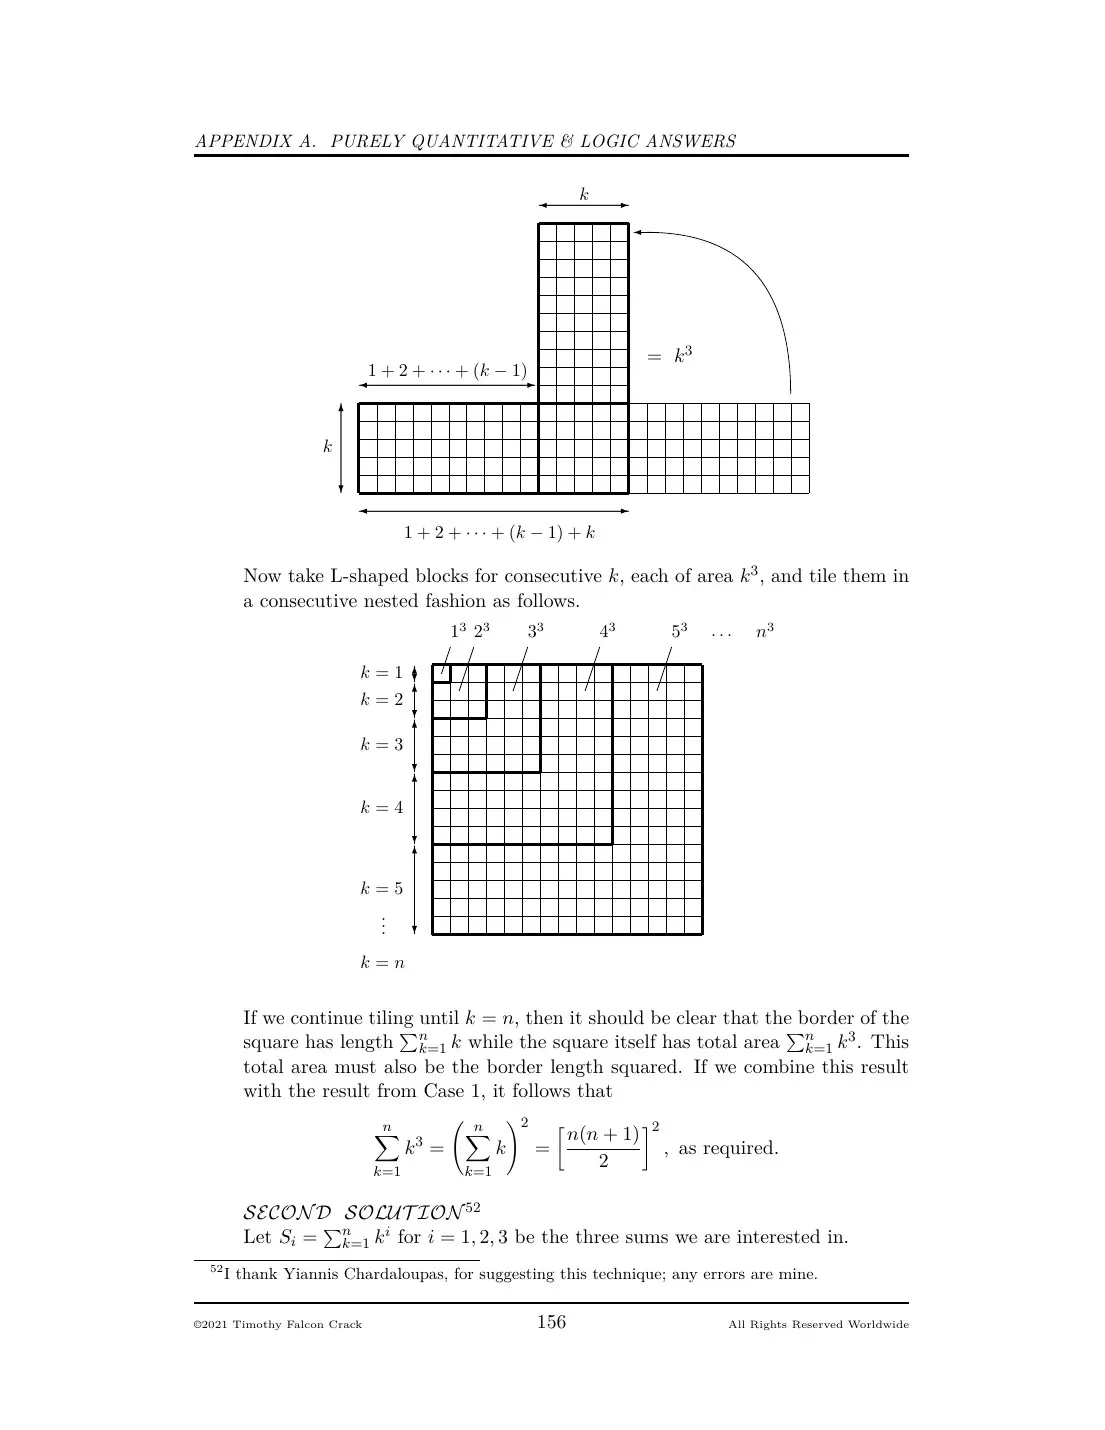 APPENDIX A. PURELY QUANTITATIVE & LOGIC ANSWERS
k
= k³
1 + 2 + · · · + (k − 1)
k
1 + 2 + · · · + (k − 1) + k
Now take L-shaped blocks for consecutive k, each of area k³, and tile them in
a consecutive nested fashion as follows.
1³ 2³ 3³ 4³ 5³ . . . n³
k = 1
k = 2
k = 3
k = 4
k = 5
⋮
k = n
If we continue tiling until k = n, then it should be clear that the border of the
square has length ∑ⁿₖ₌₁ k while the square itself has total area ∑ⁿₖ₌₁ k³. This
total area must also be the border length squared. If we combine this result
with the result from Case 1, it follows that
∑ⁿₖ₌₁ k³ = (∑ⁿₖ₌₁ k)² = [n(n + 1)/2]², as required.
SECOND SOLUTION⁵²
Let Sᵢ = ∑ⁿₖ₌₁ kⁱ for i = 1, 2, 3 be the three sums we are interested in.
⁵²I thank Yiannis Chardaloupas, for suggesting this technique; any errors are mine.
©2021 Timothy Falcon Crack 156 All Rights Reserved Worldwide